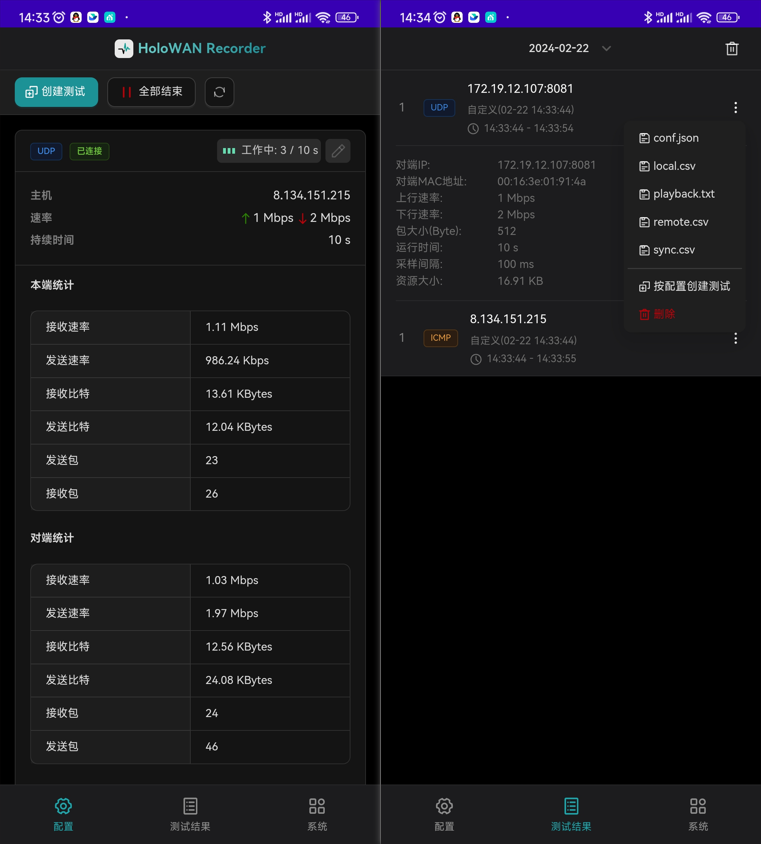 14:33
46
HoloWAN Recorder
创建测试
全部结束
UDP
已连接
工作中: 3 / 10 s
主机
8.134.151.215
速率
1 Mbps 2 Mbps
持续时间
10 s
本端统计
接收速率
1.11 Mbps
发送速率
986.24 Kbps
接收比特
13.61 KBytes
发送比特
12.04 KBytes
发送包
23
接收包
26
对端统计
接收速率
1.03 Mbps
发送速率
1.97 Mbps
接收比特
12.56 KBytes
发送比特
24.08 KBytes
接收包
24
发送包
46
配置
测试结果
系统
14:34
46
2024-02-22
1
UDP
172.19.12.107:8081
自定义(02-22 14:33:44)
14:33:44 - 14:33:54
对端IP:
172.19.12.107:8081
对端MAC地址:
00:16:3e:01:91:4a
上行速率:
1 Mbps
下行速率:
2 Mbps
包大小(Byte):
512
运行时间:
10 s
采样间隔:
100 ms
资源大小:
16.91 KB
conf.json
local.csv
playback.txt
remote.csv
sync.csv
按配置创建测试
删除
1
ICMP
8.134.151.215
自定义(02-22 14:33:44)
14:33:44 - 14:33:55
配置
测试结果
系统